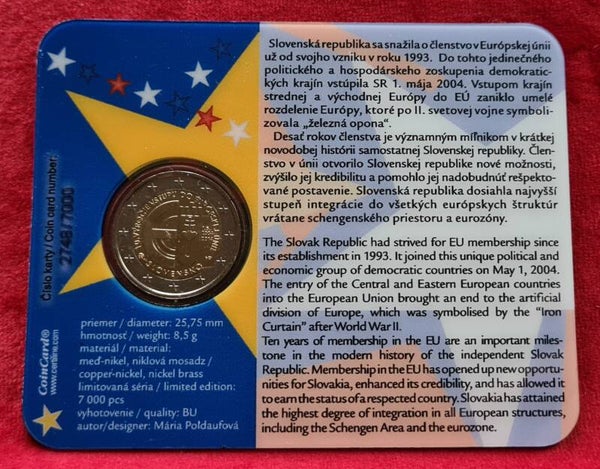 Slovenská republika sa snažila o členstvo v Európskej únii
už od svojho vzniku v roku 1993. Do tohto jedinečného
politického a hospodárskeho zoskupenia demokratic-
kých krajín vstúpila SR 1. mája 2004. Vstupom krajín
strednej a východnej Európy do EÚ zaniklo umelé
rozdelenie Európy, ktoré po II. svetovej vojne symboli-
zovala „železná opona“.
Desať rokov členstva je významným míľnikom v krátkej
novodobej histórii samostatnej Slovenskej republiky. Člen-
stvo v únii otvorilo Slovenskej republike nové možnosti,
zvýšilo jej kredibilitu a pomohlo jej nadobudnúť rešpekto-
vané postavenie. Slovenská republika dosiahla najvyšší
stupeň integrácie do všetkých európskych štruktúr
vrátane schengenského priestoru a eurozóny.
The Slovak Republic had strived for EU membership since
its establishment in 1993. It joined this unique political and
economic group of democratic countries on May 1, 2004.
The entry of the Central and Eastern European countries
into the European Union brought an end to the artificial
division of Europe, which was symbolised by the "Iron
Curtain" after World War II.
Ten years of membership in the EU are an important miles-
tone in the modern history of the independent Slovak
Republic. Membership in the EU has opened up new opportu-
nities for Slovakia, enhanced its credibility, and has allowed it
to earn the status of a respected country. Slovakia has attained
the highest degree of integration in all European structures,
including the Schengen Area and the eurozone.
Číslo karty / Coin card number:
2748/7000
CoinCard®
SLOVENSKO
priemer / diameter: 25,75 mm
hmotnosť / weight: 8,5 g
materiál / material:
meď-nikel, niklová mosadz /
copper-nickel, nickel brass
limitovaná séria / limited edition:
7 000 pcs
vyhotovenie / quality: BU
autor/designer: Mária Poldaufová